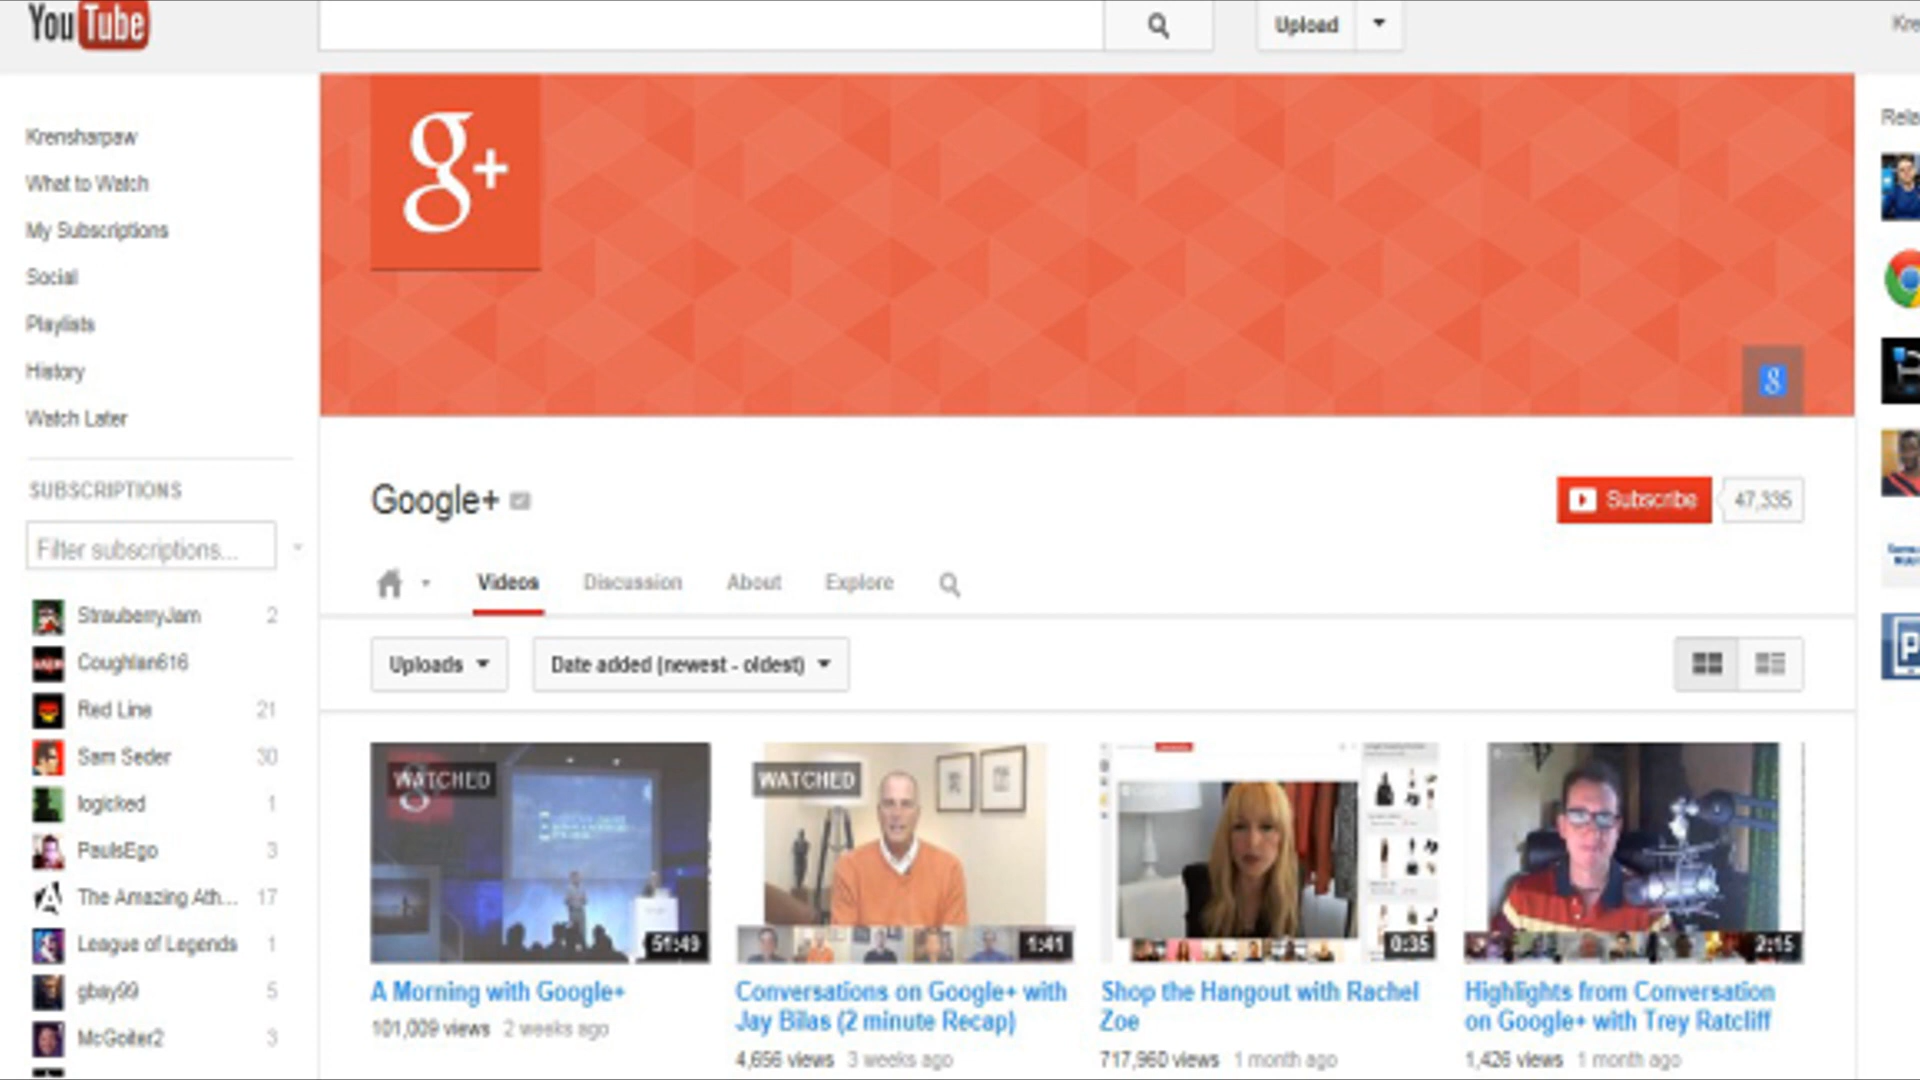 YouTube
Upload
Kre
Krensharpaw
What to Watch
My Subscriptions
Social
Playlists
History
Watch Later
SUBSCRIPTIONS
Filter subscriptions...
StrauberryJam 2
Coughlan616
Red Line 21
Sam Seder 30
logicked 1
PaulsEgo 3
The Amazing Ath... 17
League of Legends 1
gbay99 5
McGoiter2 3
g+
g
Google+
Subscribe 47,335
Videos Discussion About Explore
Uploads Date added (newest - oldest)
WATCHED
51:49
A Morning with Google+
101,009 views 2 weeks ago
WATCHED
1:41
Conversations on Google+ with
Jay Bilas (2 minute Recap)
4,656 views 3 weeks ago
0:35
Shop the Hangout with Rachel
Zoe
717,960 views 1 month ago
2:15
Highlights from Conversation
on Google+ with Trey Ratcliff
1,426 views 1 month ago
Rela
P